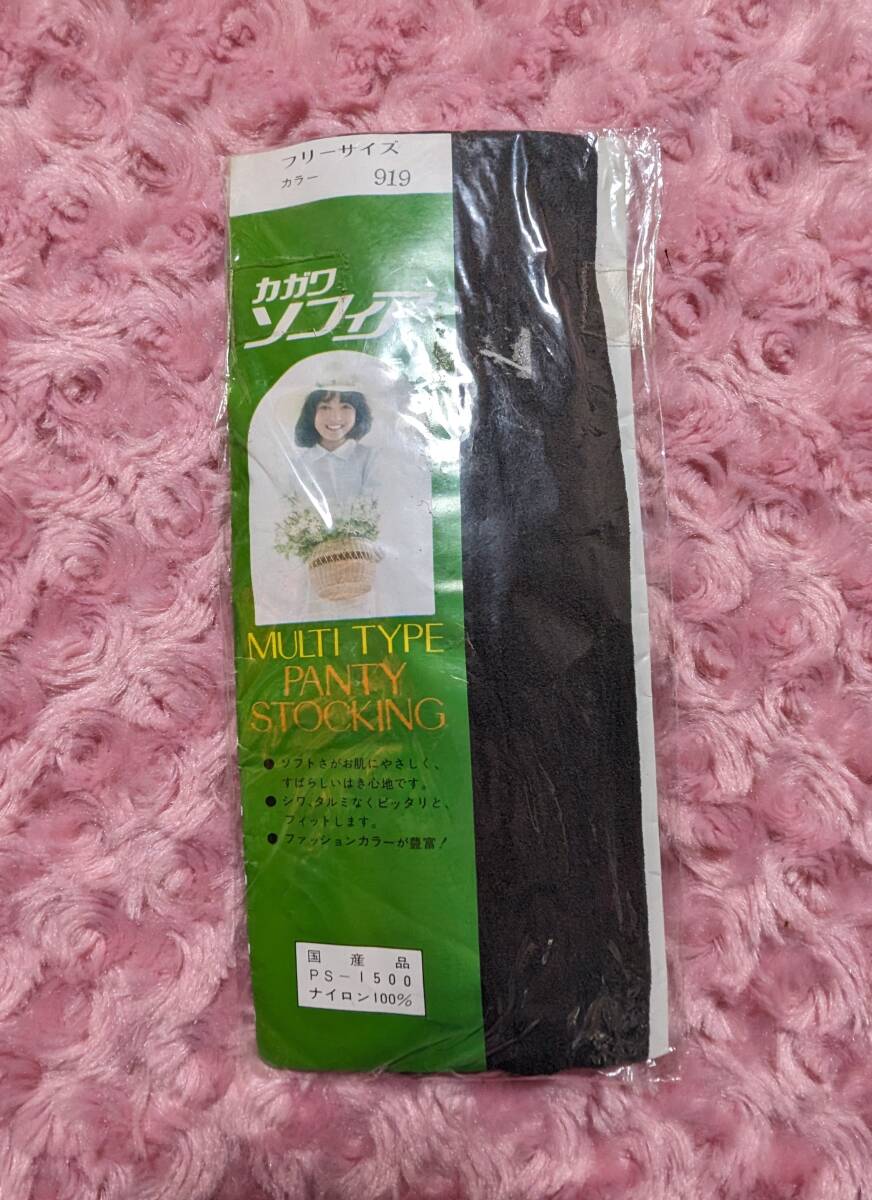 フリーサイズ
カラー 919
カガワ
ソフィア
MULTI TYPE
PANTY
STOCKING
● ソフトさがお肌にやさしく、
すばらしいはき心地です。
● シワ、タルミなくピッタリと、
フィットします。
● ファッションカラーが豊富！
国産品
PS-1500
ナイロン100%